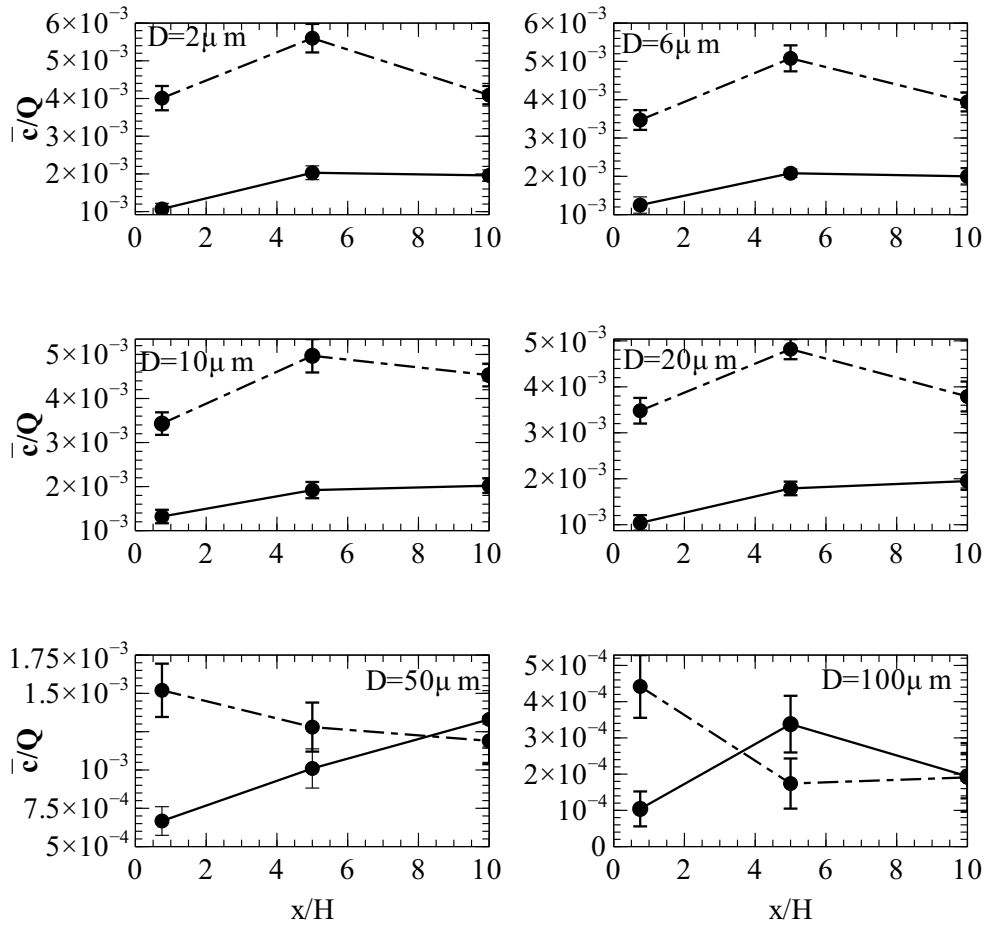 6×10⁻³
5×10⁻³
4×10⁻³
3×10⁻³
2×10⁻³
10⁻³
c̄/Q
D=2μ m
0 2 4 6 8 10
6×10⁻³
5×10⁻³
4×10⁻³
3×10⁻³
2×10⁻³
10⁻³
D=6μ m
0 2 4 6 8 10
5×10⁻³
4×10⁻³
3×10⁻³
2×10⁻³
10⁻³
c̄/Q
D=10μ m
0 2 4 6 8 10
5×10⁻³
4×10⁻³
3×10⁻³
2×10⁻³
10⁻³
D=20μ m
0 2 4 6 8 10
1.75×10⁻³
1.5×10⁻³
10⁻³
7.5×10⁻⁴
5×10⁻⁴
c̄/Q
D=50μ m
0 2 4 6 8 10
x/H
5×10⁻⁴
4×10⁻⁴
3×10⁻⁴
2×10⁻⁴
10⁻⁴
0
D=100μ m
0 2 4 6 8 10
x/H